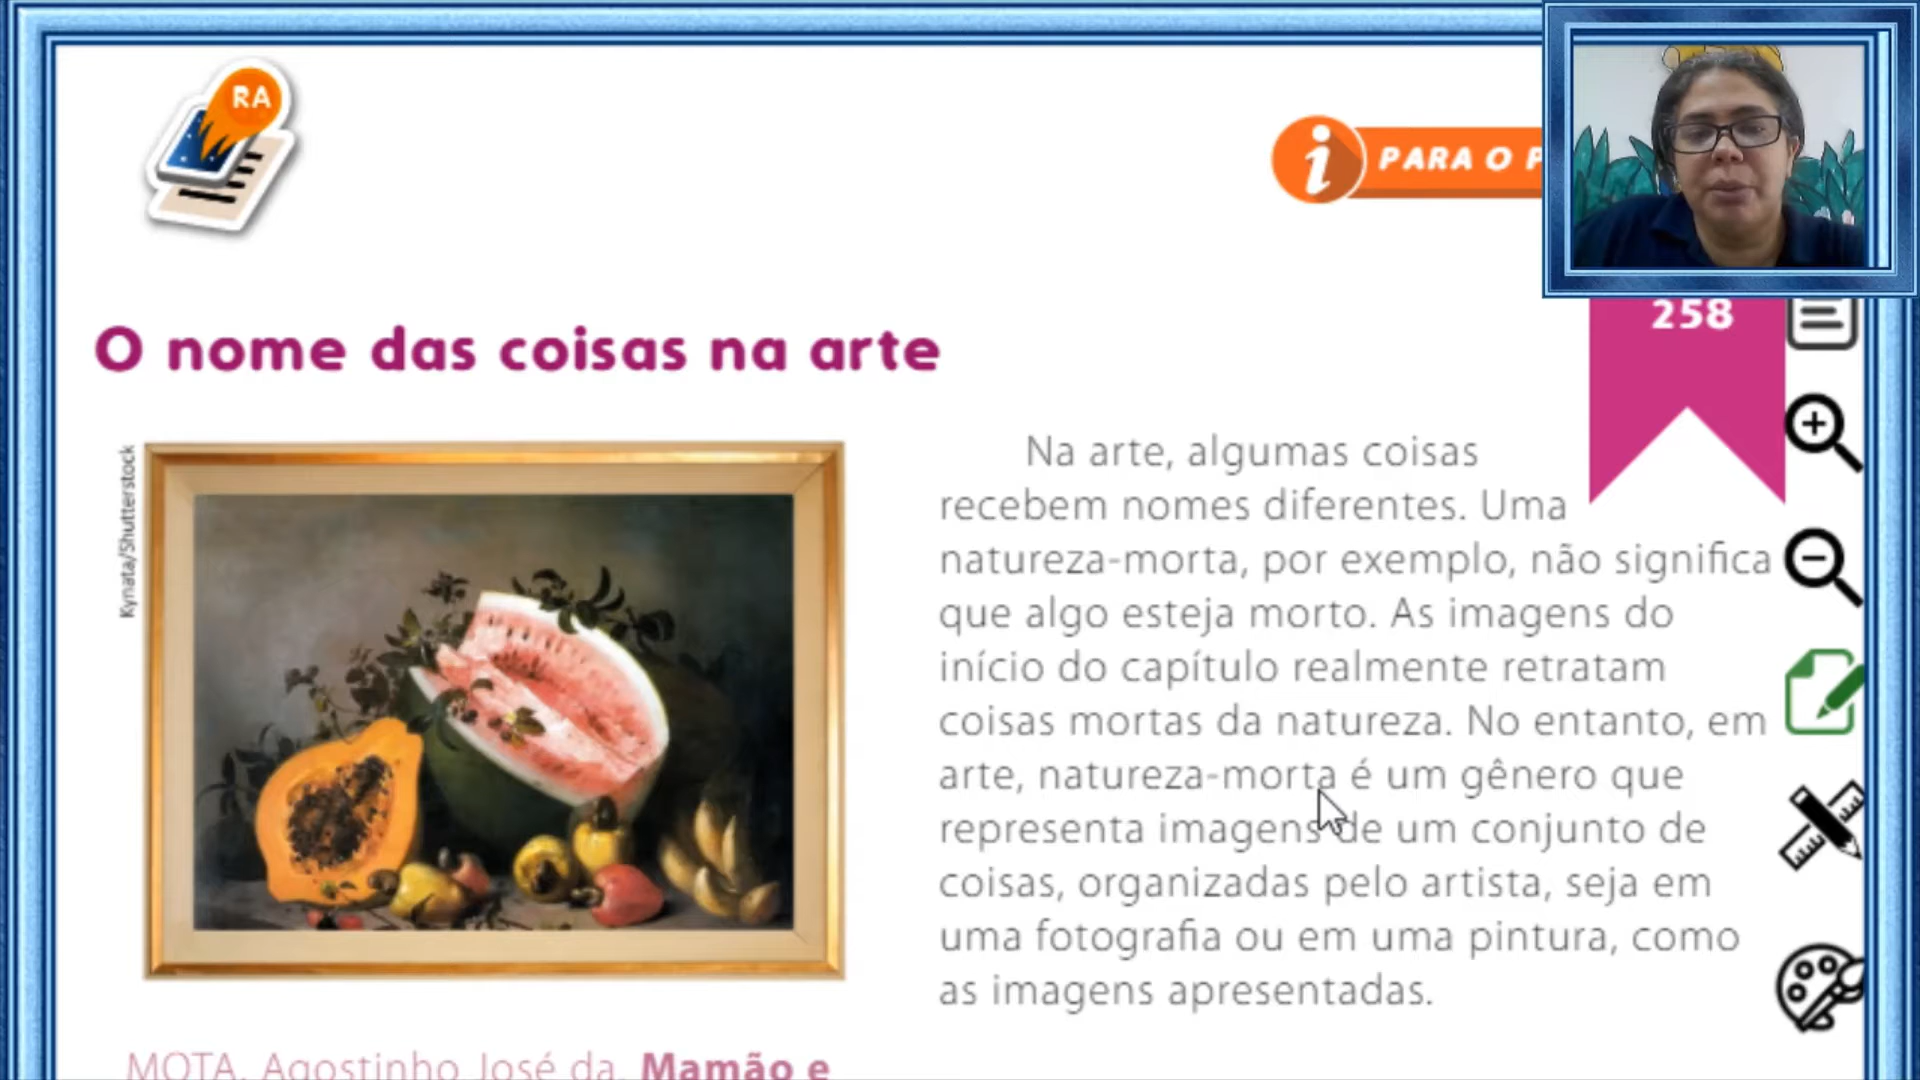 RA
PARA O
258
O nome das coisas na arte
Kynata/Shutterstock
Na arte, algumas coisas
recebem nomes diferentes. Uma
natureza-morta, por exemplo, não significa
que algo esteja morto. As imagens do
início do capítulo realmente retratam
coisas mortas da natureza. No entanto, em
arte, natureza-morta é um gênero que
representa imagens de um conjunto de
coisas, organizadas pelo artista, seja em
uma fotografia ou em uma pintura, como
as imagens apresentadas.
MOTA, Agostinho José da. Mamão e